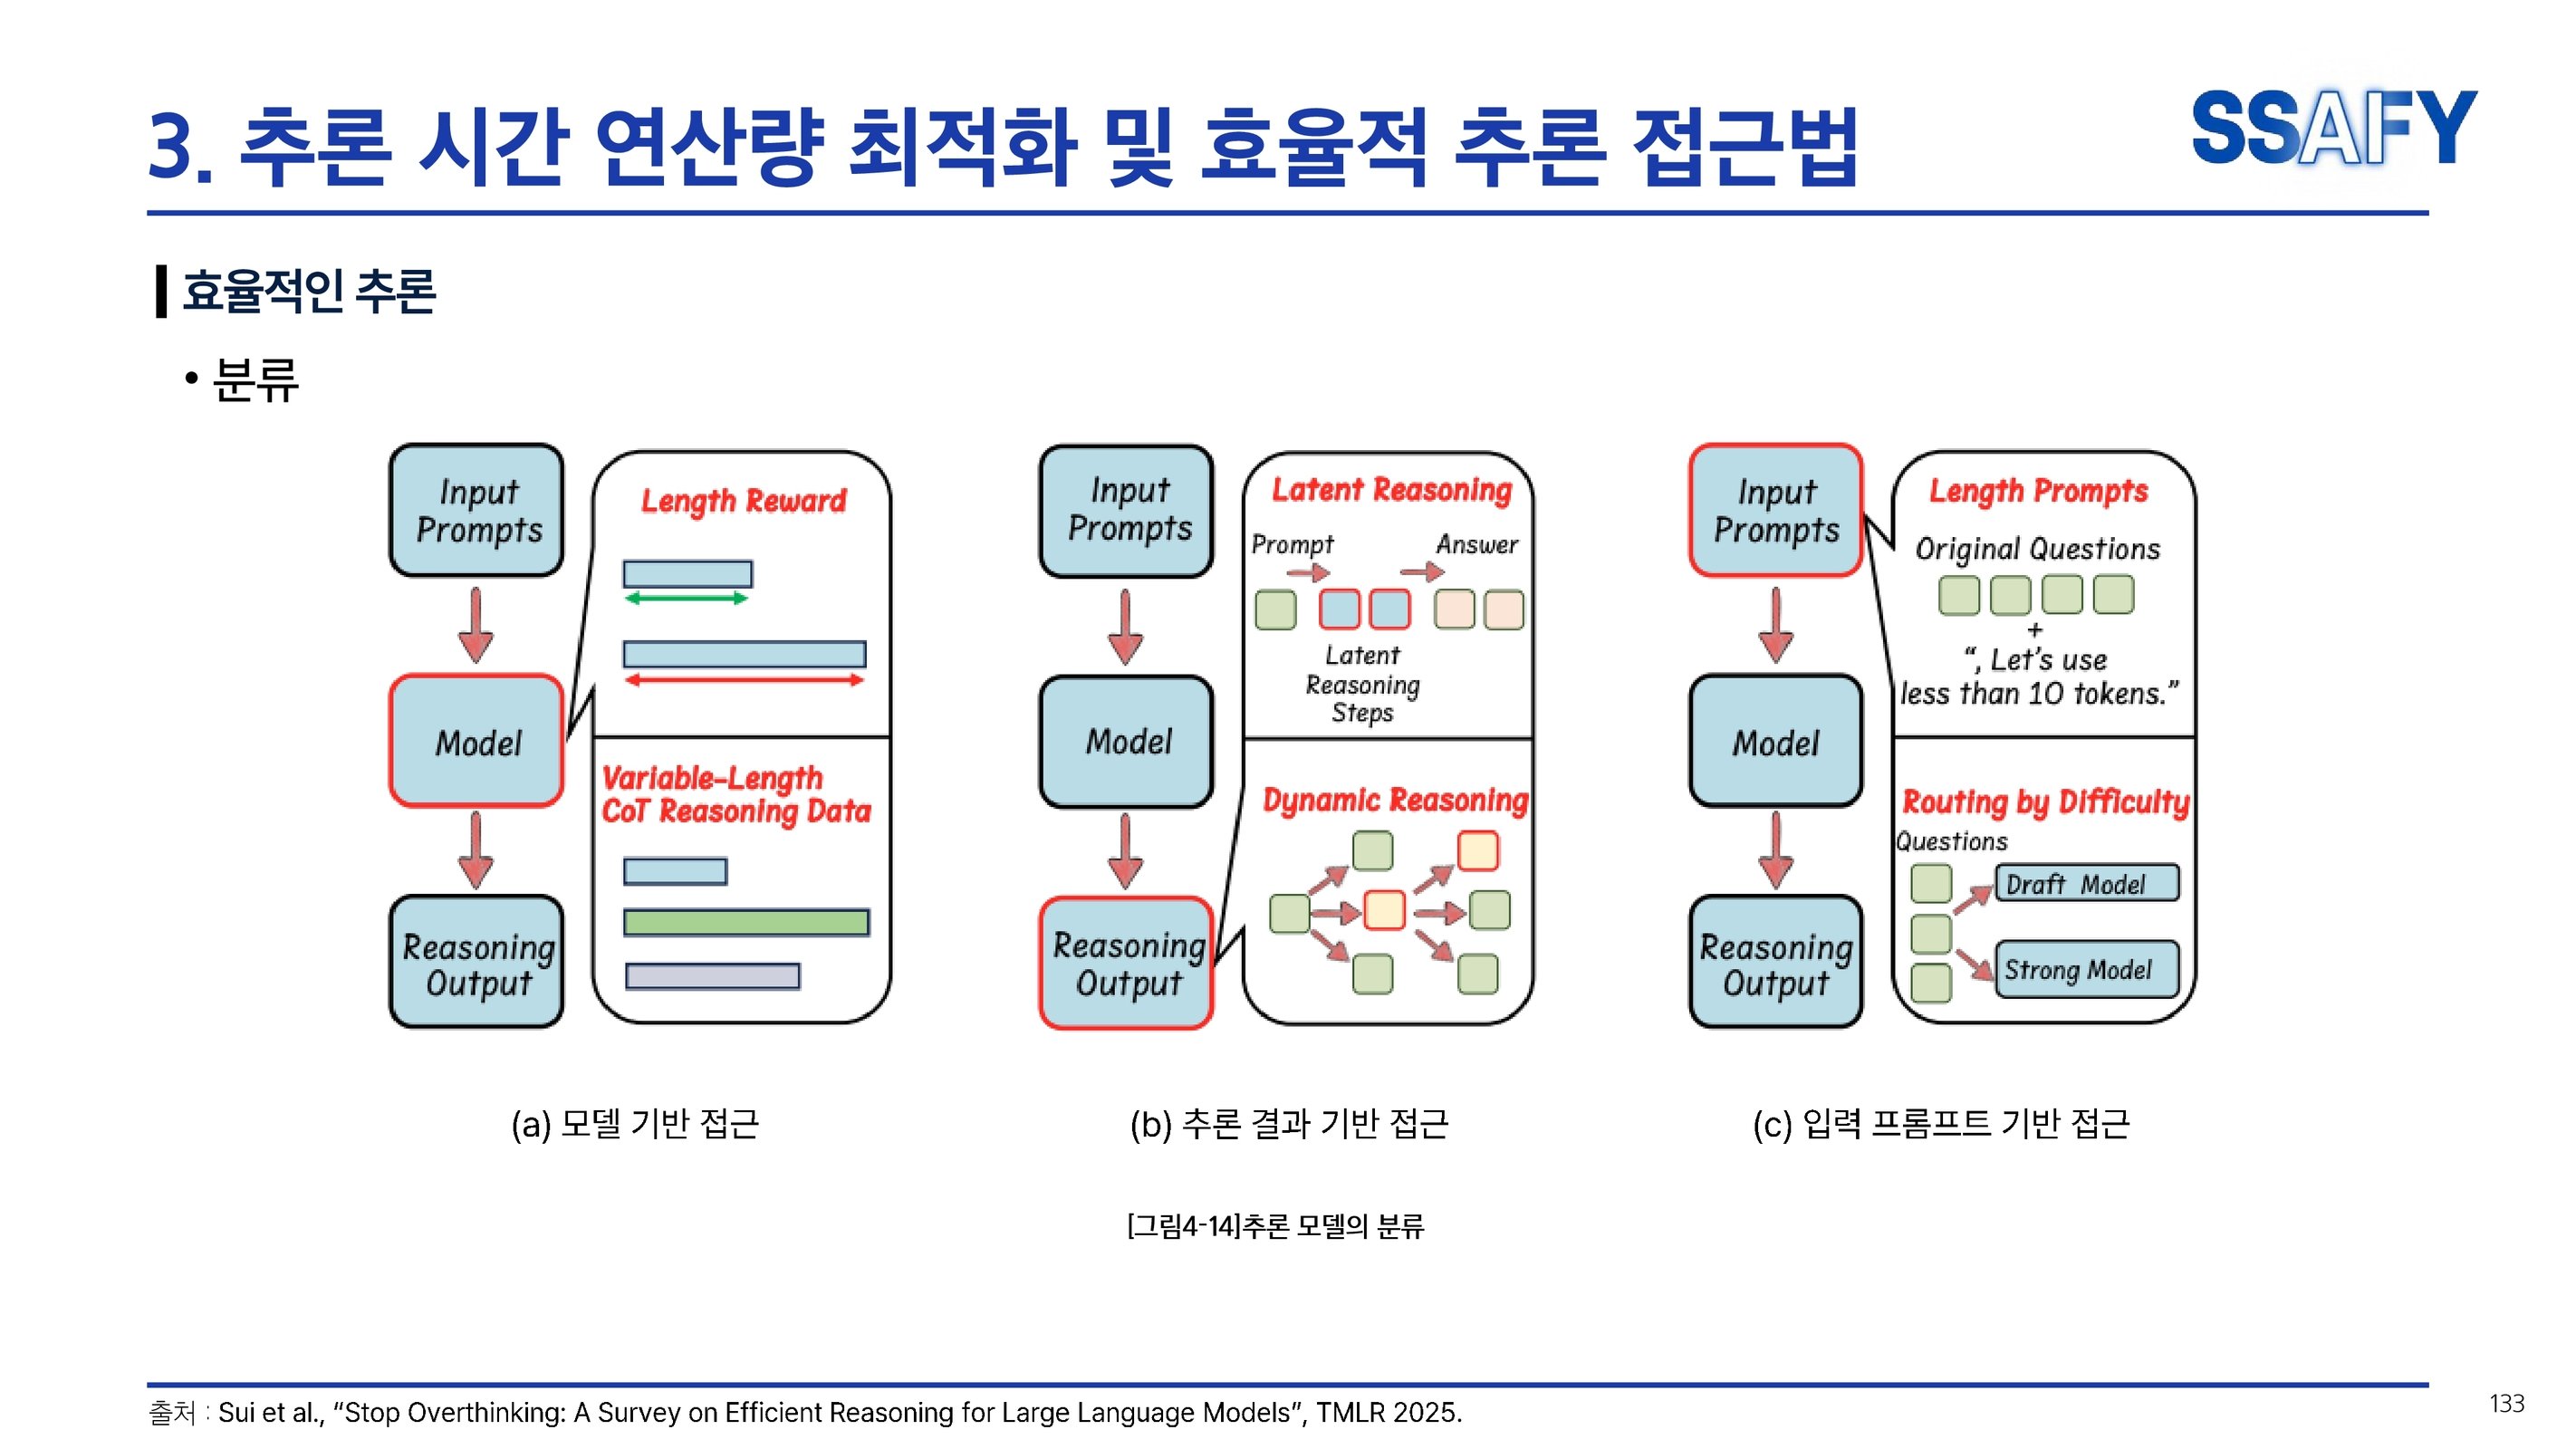 3. 추론 시간 연산량 최적화 및 효율적 추론 접근법
SSAFY
효율적인 추론
• 분류
Input
Prompts
Model
Reasoning
Output
Length Reward
Variable-Length
CoT Reasoning Data
(a) 모델 기반 접근
Input
Prompts
Model
Reasoning
Output
Latent Reasoning
Prompt
Answer
Latent
Reasoning
Steps
Dynamic Reasoning
(b) 추론 결과 기반 접근
Input
Prompts
Model
Reasoning
Output
Length Prompts
Original Questions
+
“, Let’s use
less than 10 tokens.”
Routing by Difficulty
Questions
Draft Model
Strong Model
(c) 입력 프롬프트 기반 접근
[그림4-14]추론 모델의 분류
출처 : Sui et al., “Stop Overthinking: A Survey on Efficient Reasoning for Large Language Models”, TMLR 2025.
133